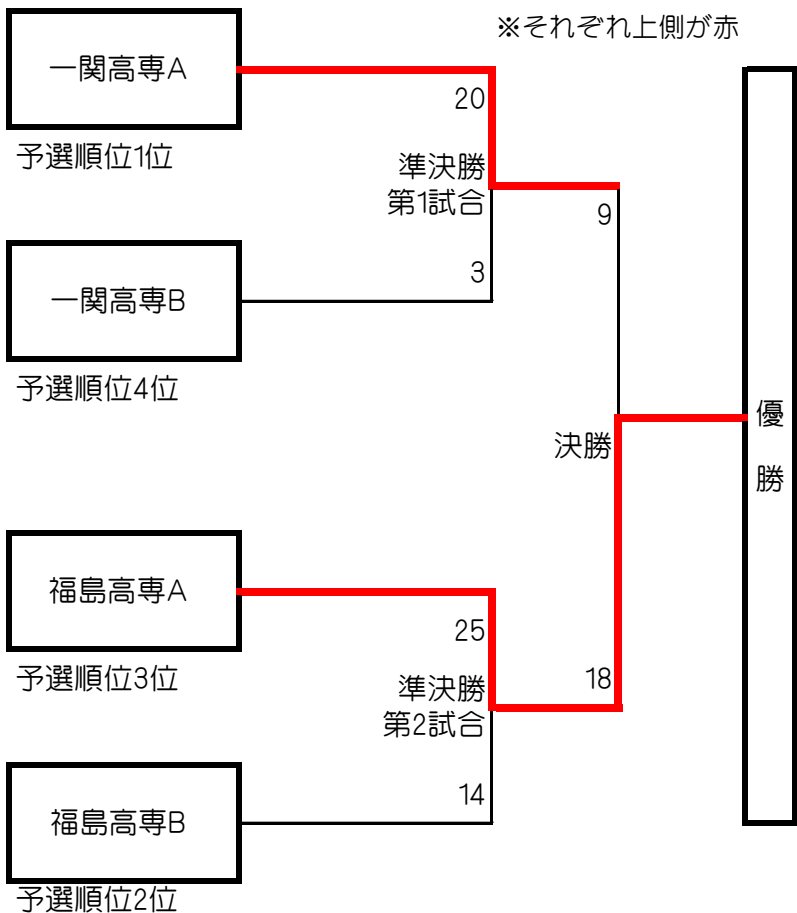 ※それぞれ上側が赤
一関高専A
予選順位1位
20
準決勝
第1試合
9
3
一関高専B
予選順位4位
優
勝
決勝
福島高専A
予選順位3位
25
準決勝
第2試合
18
14
福島高専B
予選順位2位